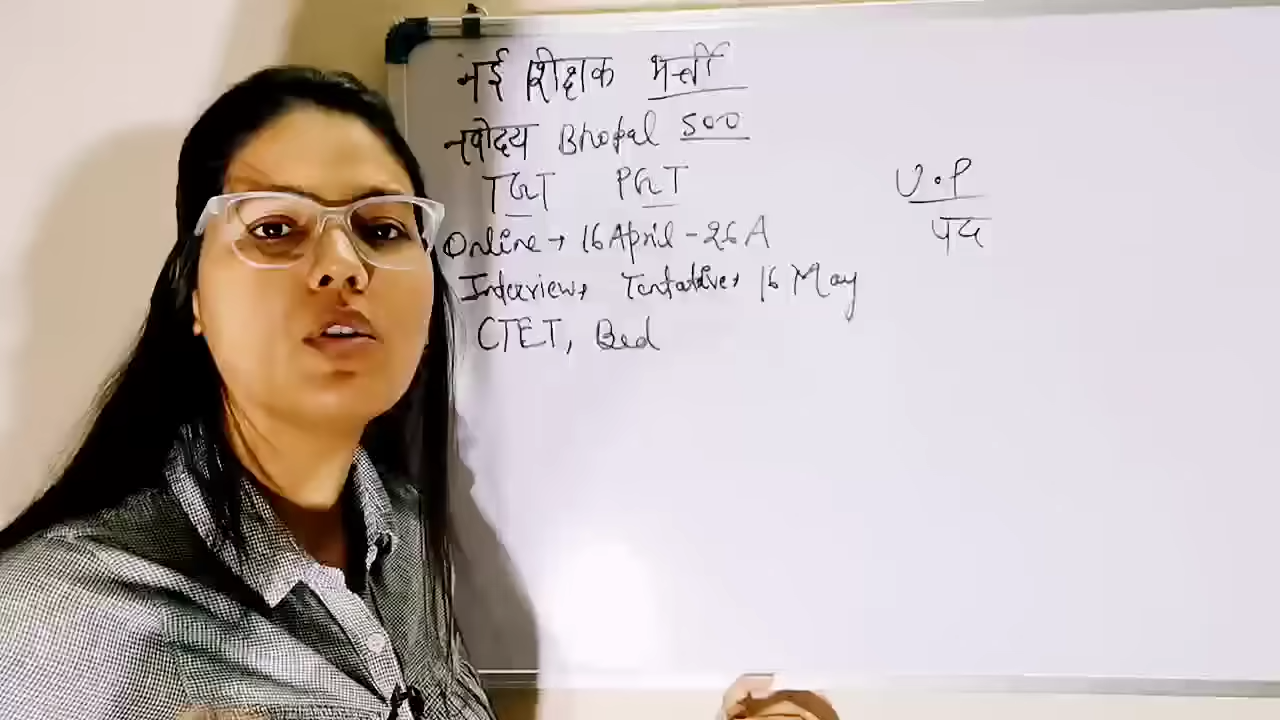 नई शिक्षक भर्ती
नवोदय Bhopal 500
TGT PGT
Online → 16 April - 26 A
Interview, Tentative, 16 May
CTET, Bed
U.P
पद